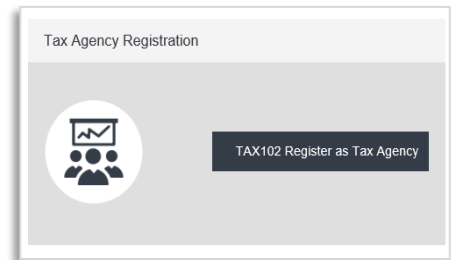 Tax Agency Registration
TAX102 Register as Tax Agency